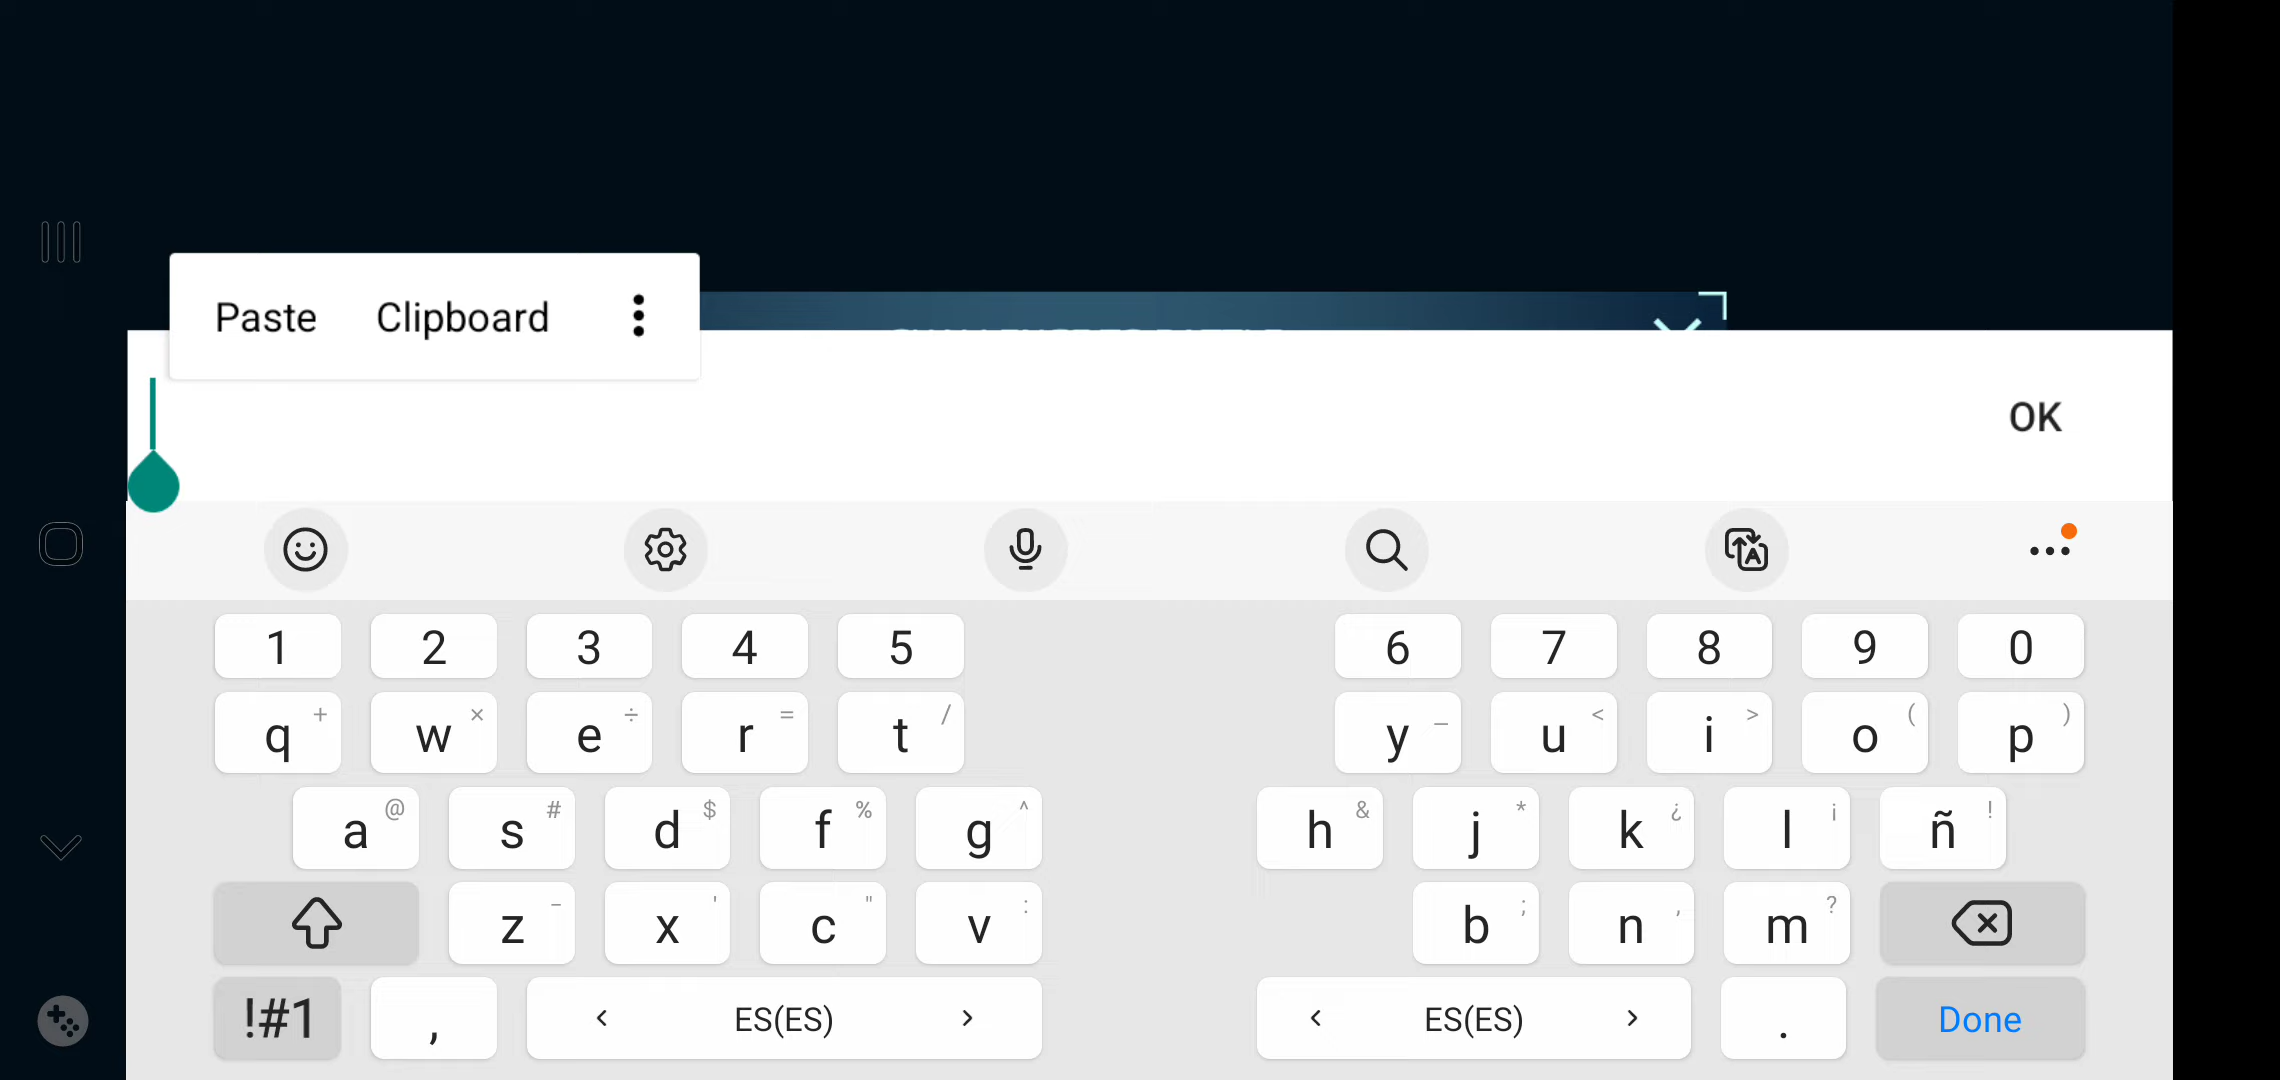 Paste Clipboard
OK
1 2 3 4 5 6 7 8 9 0
q + w × e ÷ r = t / y _ u < i > o ( p )
a @ s # d $ f % g ^ h & j * k ¿ l ¡ ñ !
z - x ' c " v : b ; n , m ?
!#1 , < ES(ES) > < ES(ES) > . Done